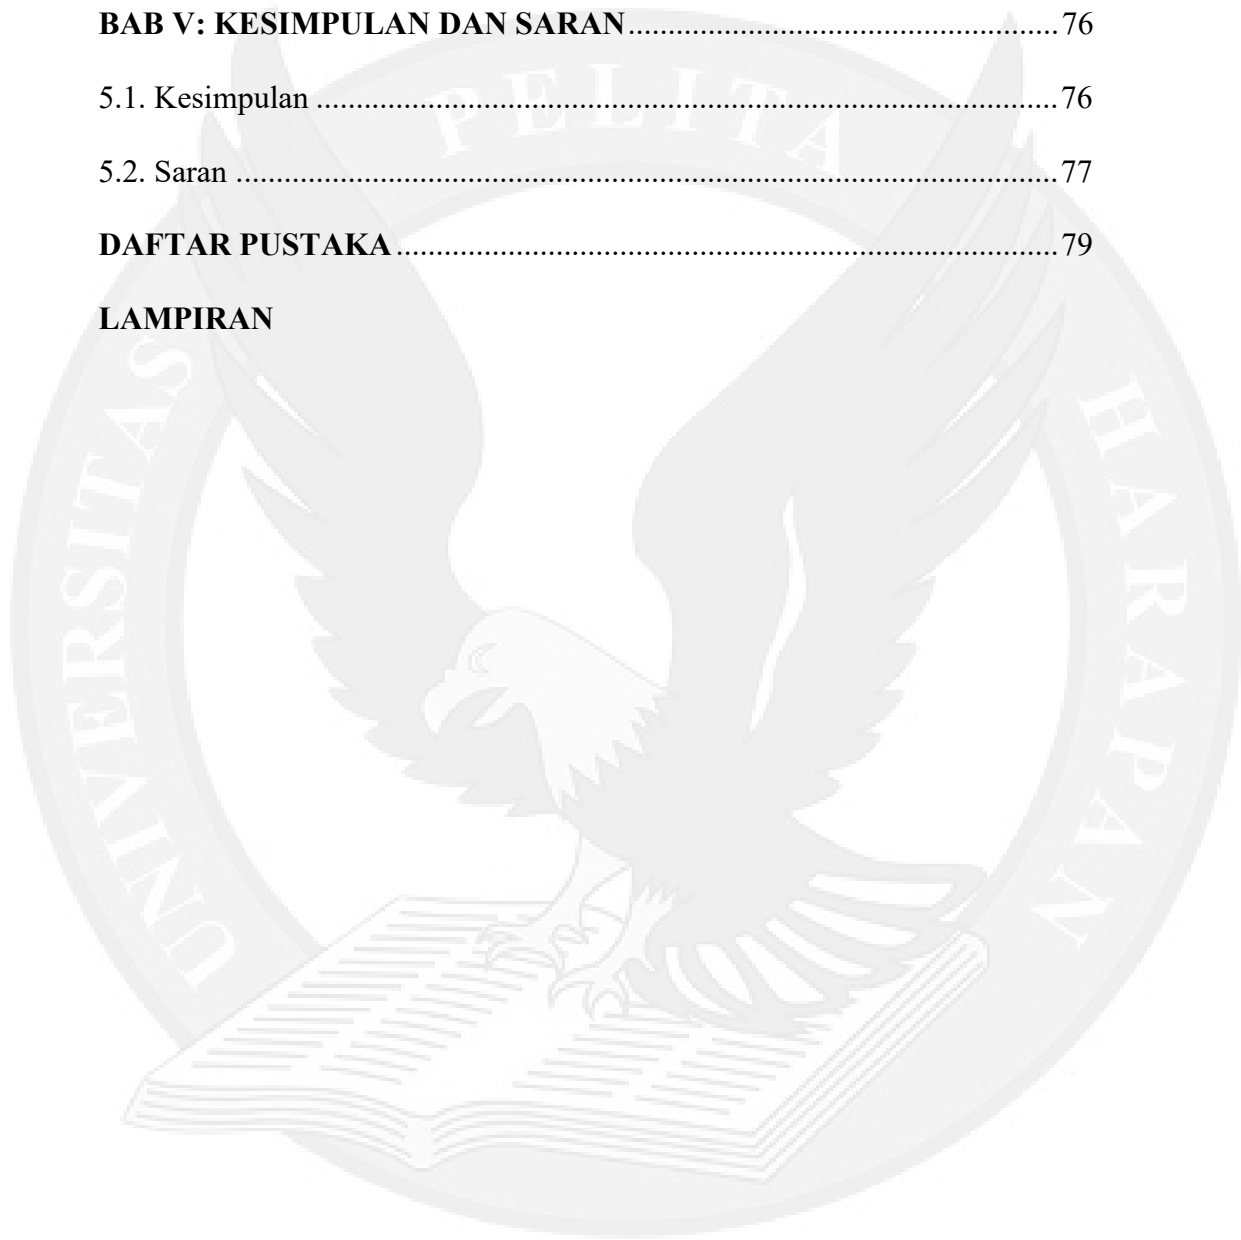 BAB V: KESIMPULAN DAN SARAN.....................................................76
5.1. Kesimpulan............................................................................................76
5.2. Saran......................................................................................................77
DAFTAR PUSTAKA..................................................................................79
LAMPIRAN
UNIVERSITAS PELITA HARAPAN